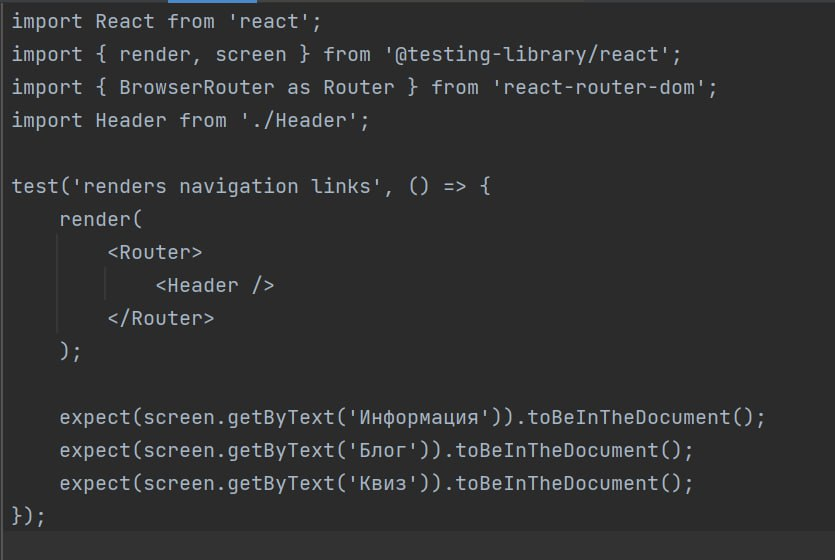 import React from 'react';
import { render, screen } from '@testing-library/react';
import { BrowserRouter as Router } from 'react-router-dom';
import Header from './Header';

test('renders navigation links', () => {
    render(
        <Router>
            <Header />
        </Router>
    );

    expect(screen.getByText('Информация')).toBeInTheDocument();
    expect(screen.getByText('Блог')).toBeInTheDocument();
    expect(screen.getByText('Квиз')).toBeInTheDocument();
});